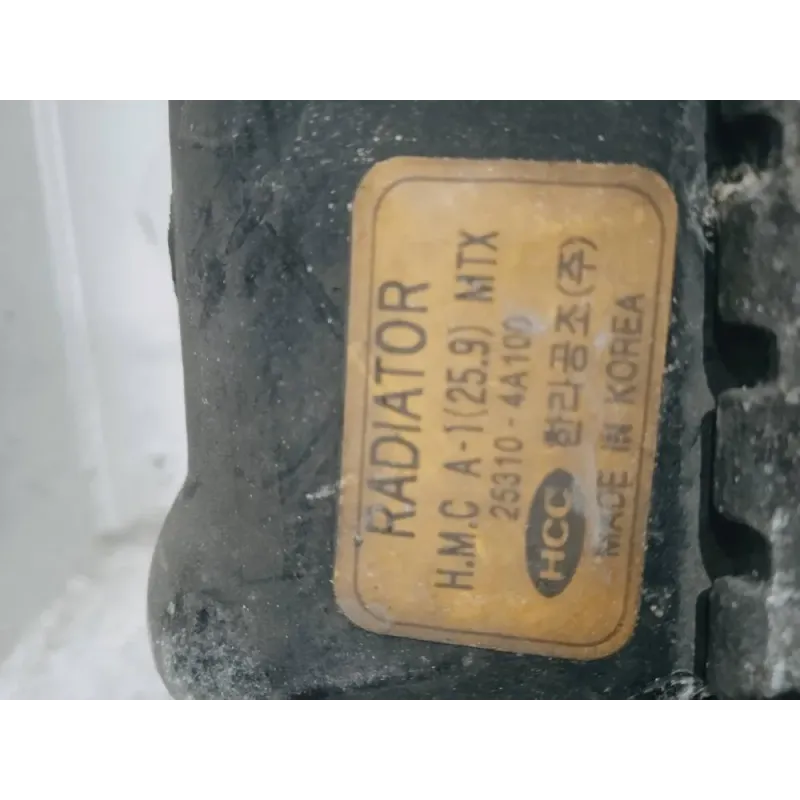 RADIATOR
H.M.C A-1(25.9) MTX
25310-4A100
HCC 한라공조(주)
MADE IN KOREA